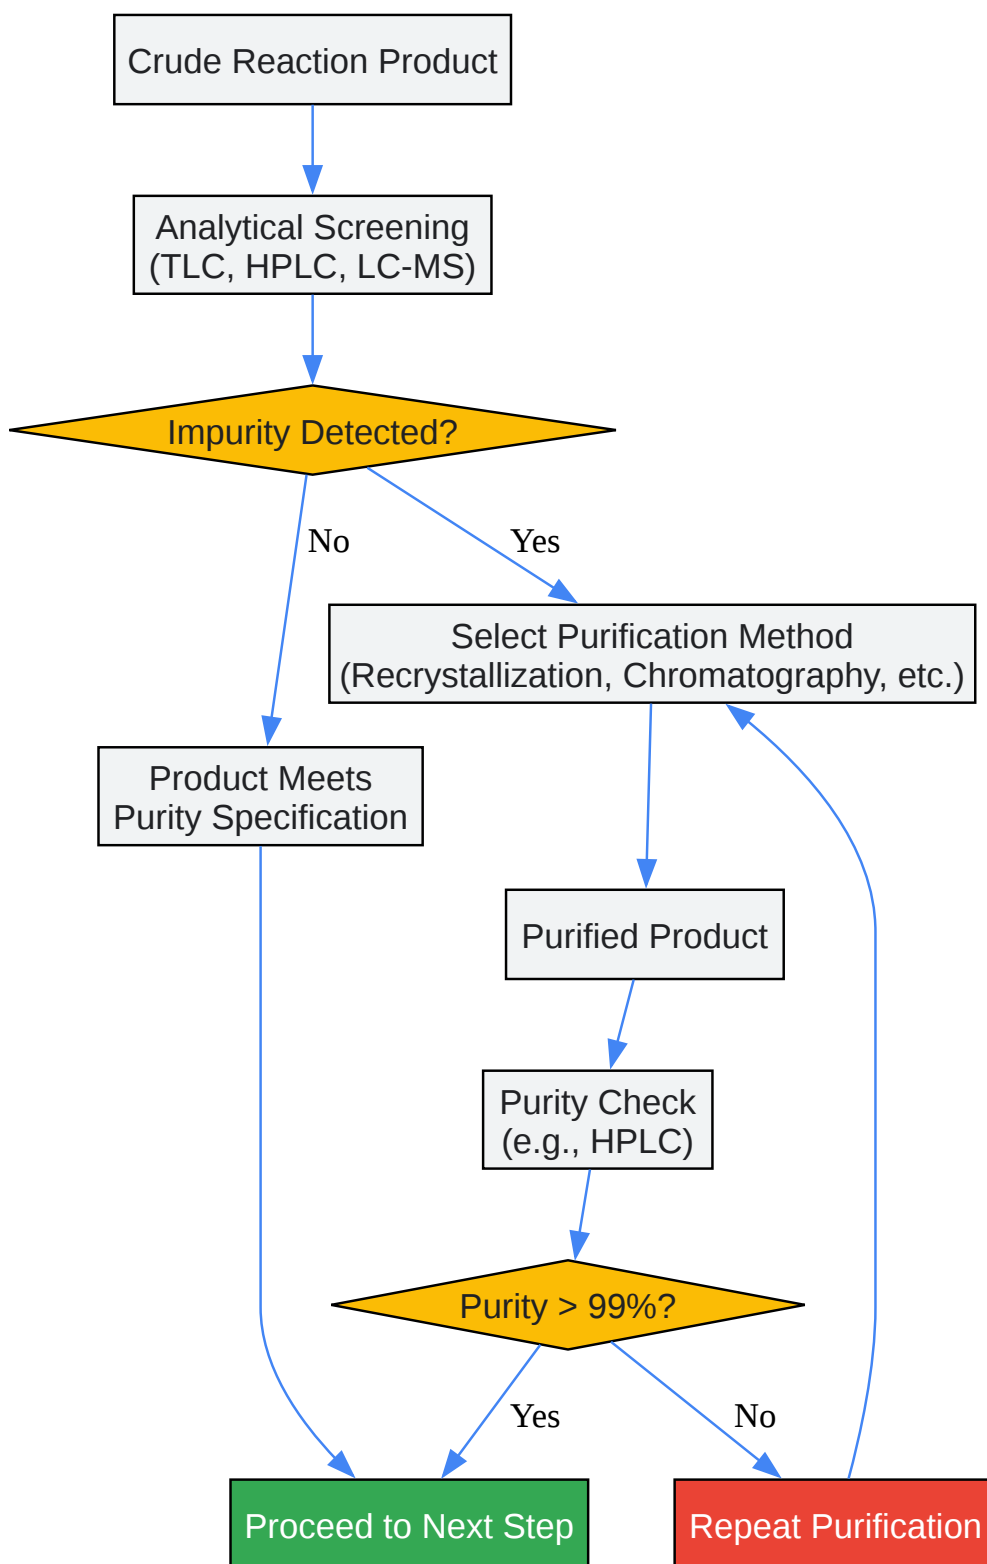 Crude Reaction Product
Analytical Screening
(TLC, HPLC, LC-MS)
Impurity Detected?
No
Yes
Select Purification Method
(Recrystallization, Chromatography, etc.)
Product Meets
Purity Specification
Purified Product
Purity Check
(e.g., HPLC)
Purity > 99%?
Yes
No
Proceed to Next Step
Repeat Purification